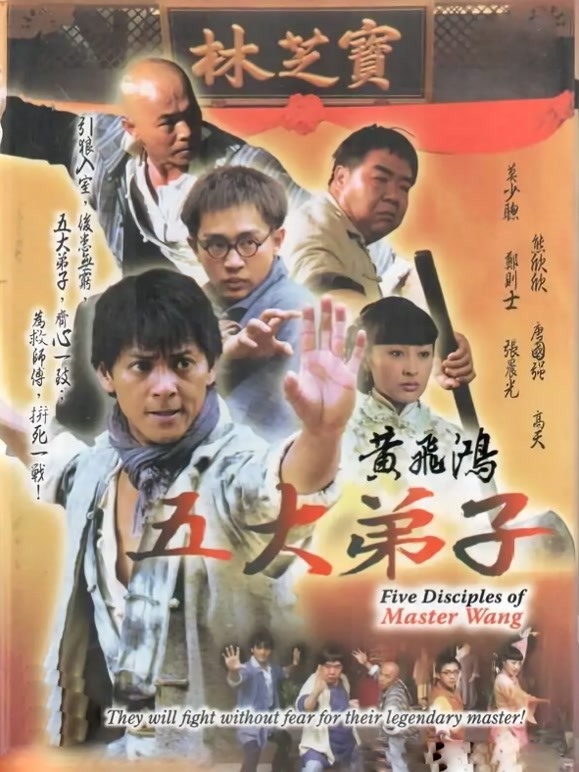 寶芝林
引狼入室，後患無窮，
五大弟子，齊心一致：
為救師傅，拚死一戰！
莫少聰
熊欣欣
鄭則士
唐國強
張晨光
高天
黃飛鴻
五大弟子
Five Disciples of
Master Wang
They will fight without fear for their legendary master!